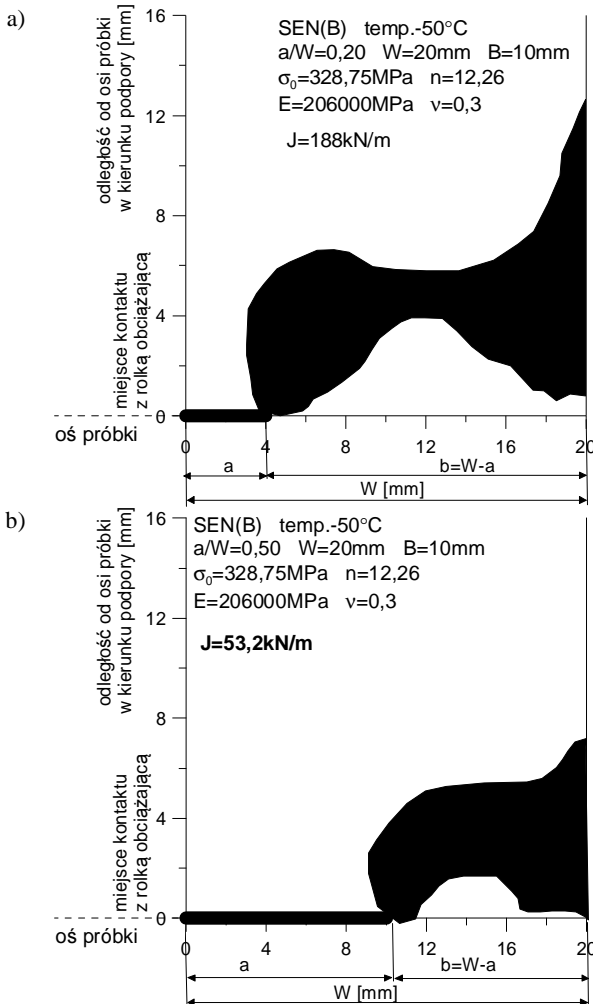 a)
16
12
8
4
0
odległość od osi próbki
w kierunku podpory [mm]
miejsce kontaktu
z rolką obciążającą
SEN(B) temp.-50°C
a/W=0,20 W=20mm B=10mm
σ₀=328,75MPa n=12,26
E=206000MPa ν=0,3
J=188kN/m
oś próbki
0 4 8 12 16 20
a b=W-a
W [mm]
b)
16
12
8
4
0
odległość od osi próbki
w kierunku podpory [mm]
miejsce kontaktu
z rolką obciążającą
SEN(B) temp.-50°C
a/W=0,50 W=20mm B=10mm
σ₀=328,75MPa n=12,26
E=206000MPa ν=0,3
J=53,2kN/m
oś próbki
0 4 8 12 16 20
a b=W-a
W [mm]